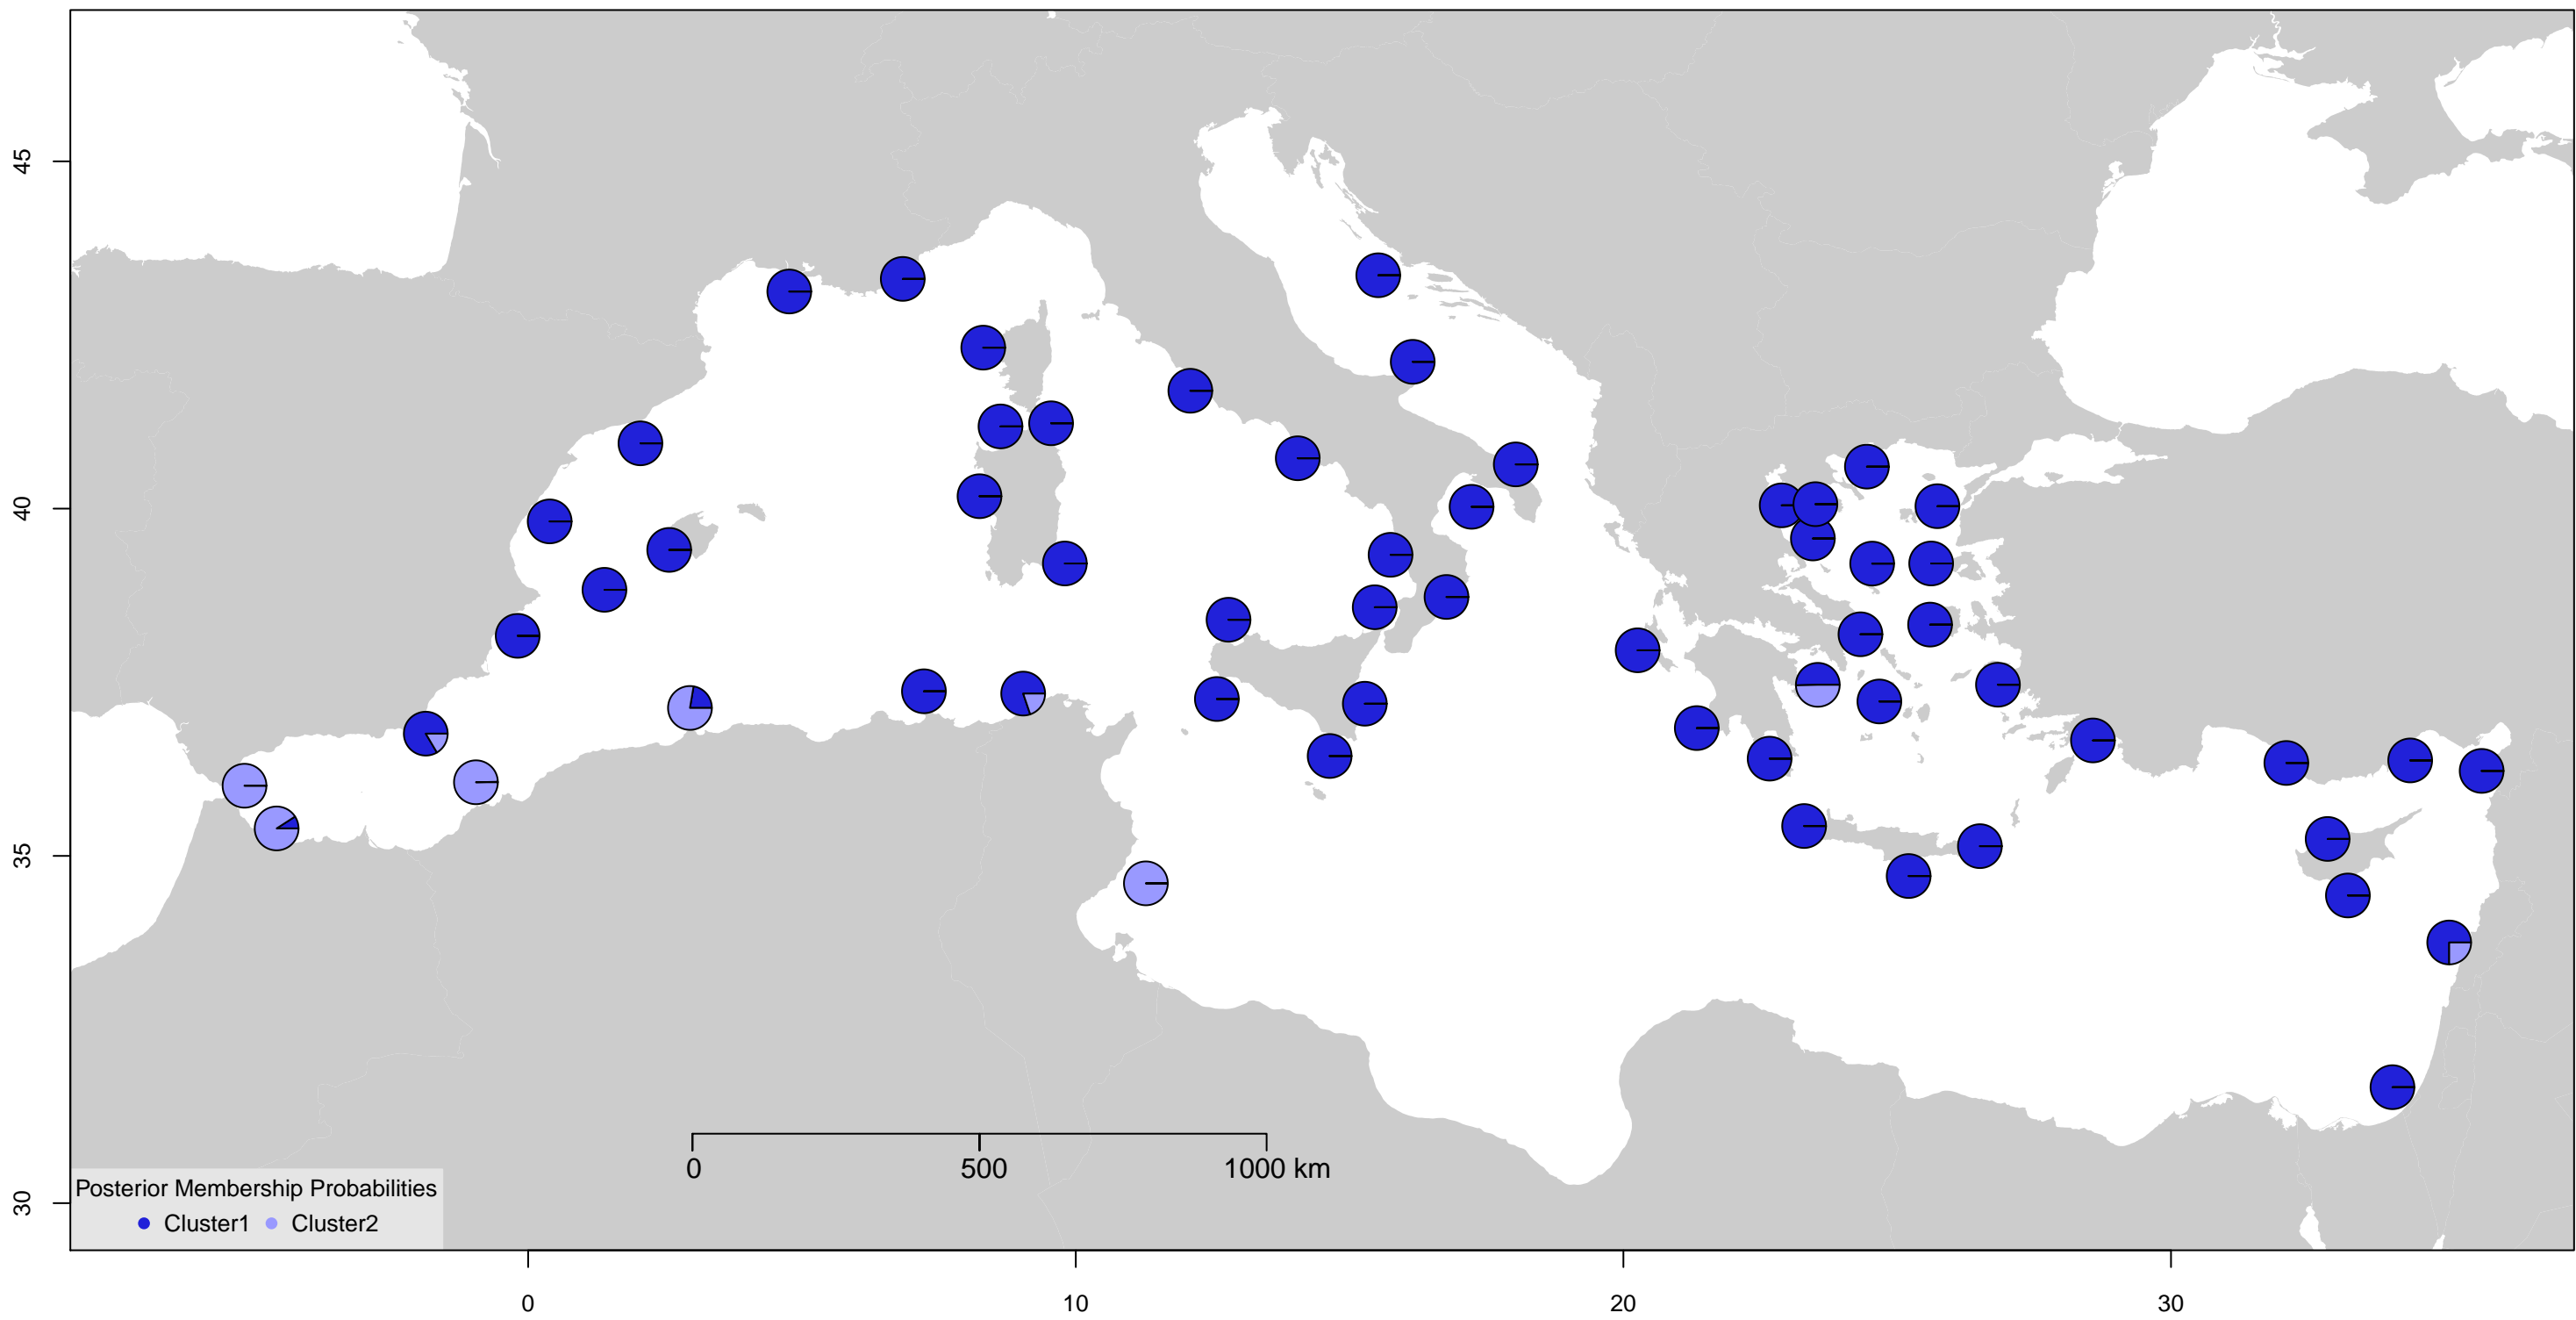 45
40
35
30
0 500 1000 km
Posterior Membership Probabilities
Cluster1 Cluster2
0 10 20 30